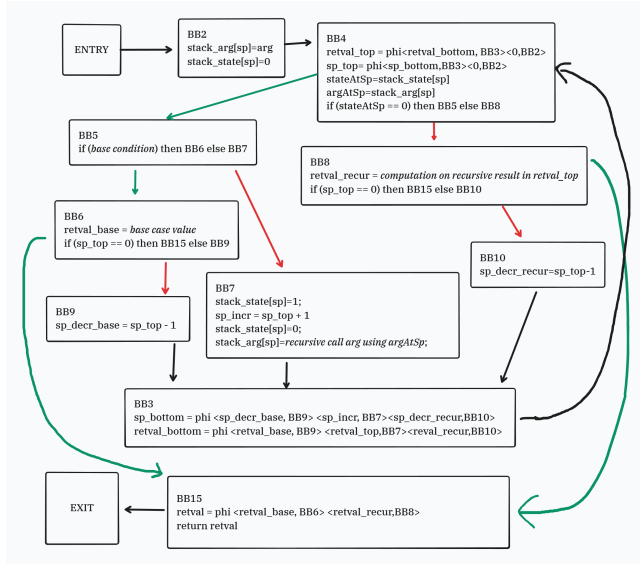 ENTRY
BB2
stack_arg[sp]=arg
stack_state[sp]=0
BB4
retval_top = phi<retval_bottom, BB3><0,BB2>
sp_top= phi<sp_bottom,BB3><0,BB2>
stateAtSp=stack_state[sp]
argAtSp=stack_arg[sp]
if (stateAtSp == 0) then BB5 else BB8
BB5
if (base condition) then BB6 else BB7
BB8
retval_recur = computation on recursive result in retval_top
if (sp_top == 0) then BB15 else BB10
BB6
retval_base = base case value
if (sp_top == 0) then BB15 else BB9
BB10
sp_decr_recur=sp_top-1
BB7
stack_state[sp]=1;
sp_incr = sp_top + 1
stack_state[sp]=0;
stack_arg[sp]=recursive call arg using argAtSp;
BB9
sp_decr_base = sp_top - 1
BB3
sp_bottom = phi <sp_decr_base, BB9> <sp_incr, BB7><sp_decr_recur,BB10>
retval_bottom = phi <retval_base, BB9> <retval_top,BB7><reval_recur,BB10>
EXIT
BB15
retval = phi <retval_base, BB6> <retval_recur,BB8>
return retval